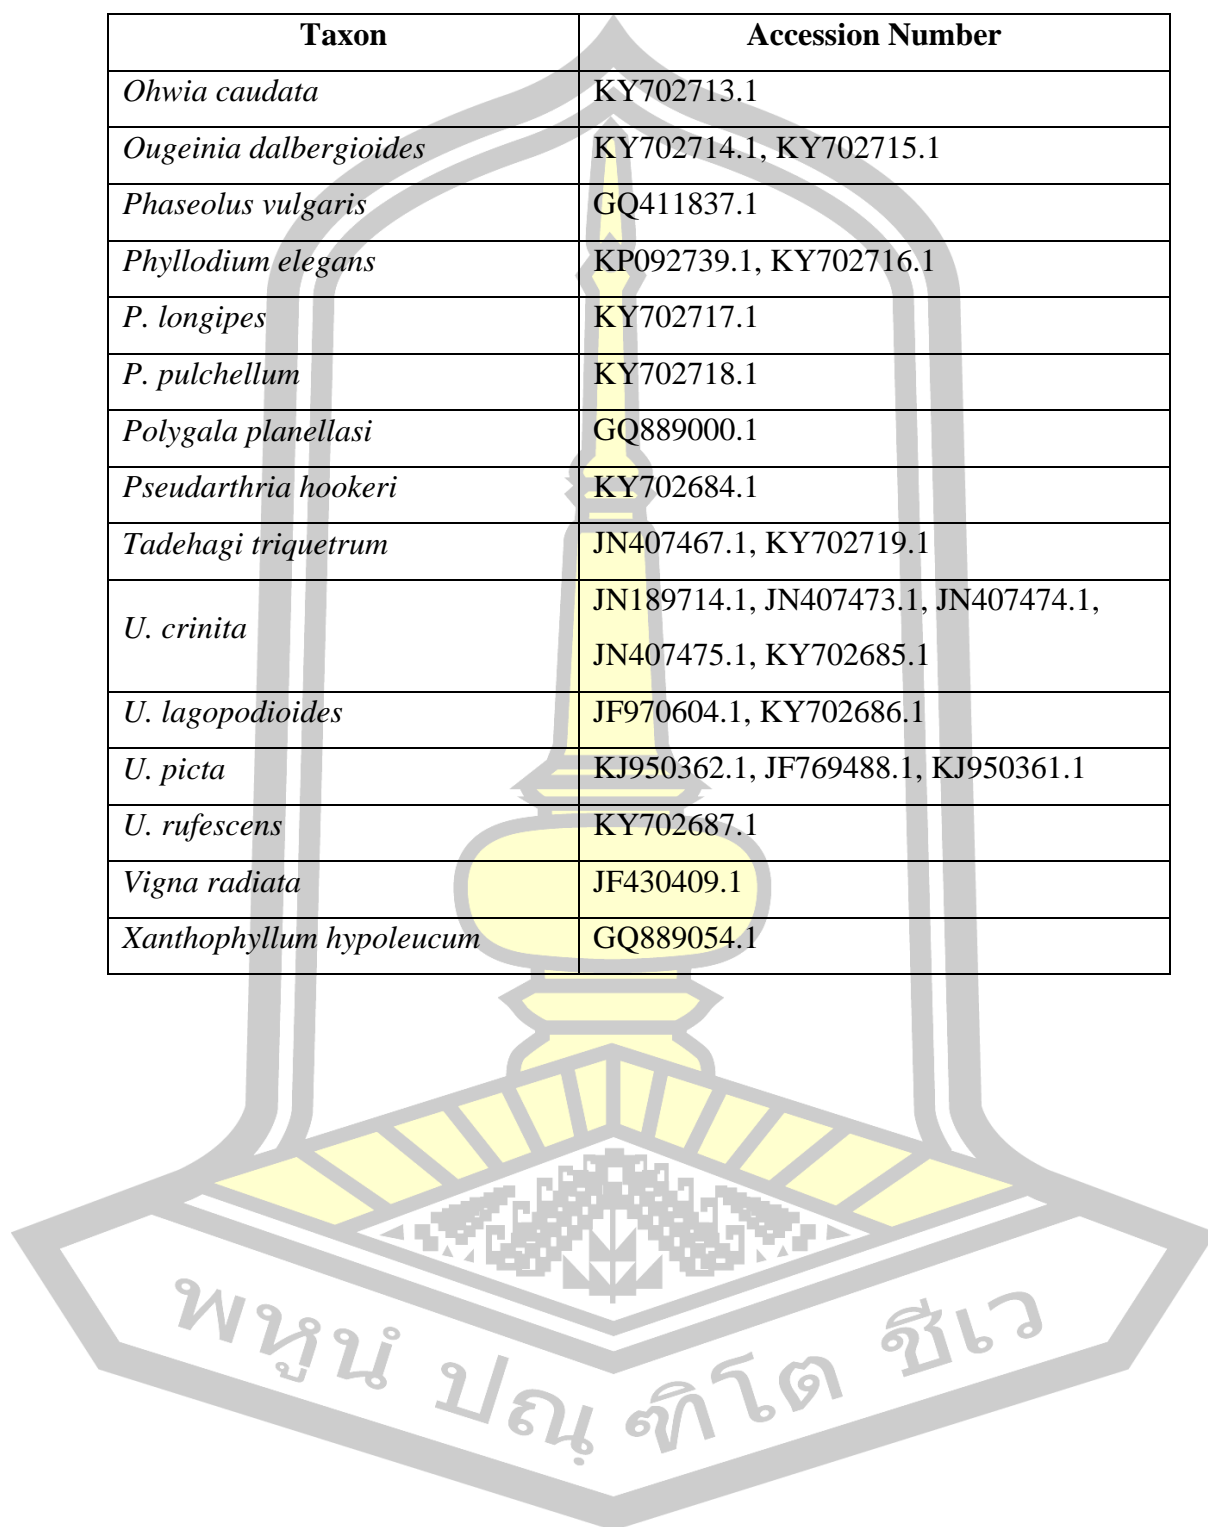 Taxon Accession Number
Ohwia caudata KY702713.1
Ougeinia dalbergioides KY702714.1, KY702715.1
Phaseolus vulgaris GQ411837.1
Phyllodium elegans KP092739.1, KY702716.1
P. longipes KY702717.1
P. pulchellum KY702718.1
Polygala planellasi GQ889000.1
Pseudarthria hookeri KY702684.1
Tadehagi triquetrum JN407467.1, KY702719.1
U. crinita JN189714.1, JN407473.1, JN407474.1,
JN407475.1, KY702685.1
U. lagopodioides JF970604.1, KY702686.1
U. picta KJ950362.1, JF769488.1, KJ950361.1
U. rufescens KY702687.1
Vigna radiata JF430409.1
Xanthophyllum hypoleucum GQ889054.1
พหูนํ ปณฺฑิโต ชีเว